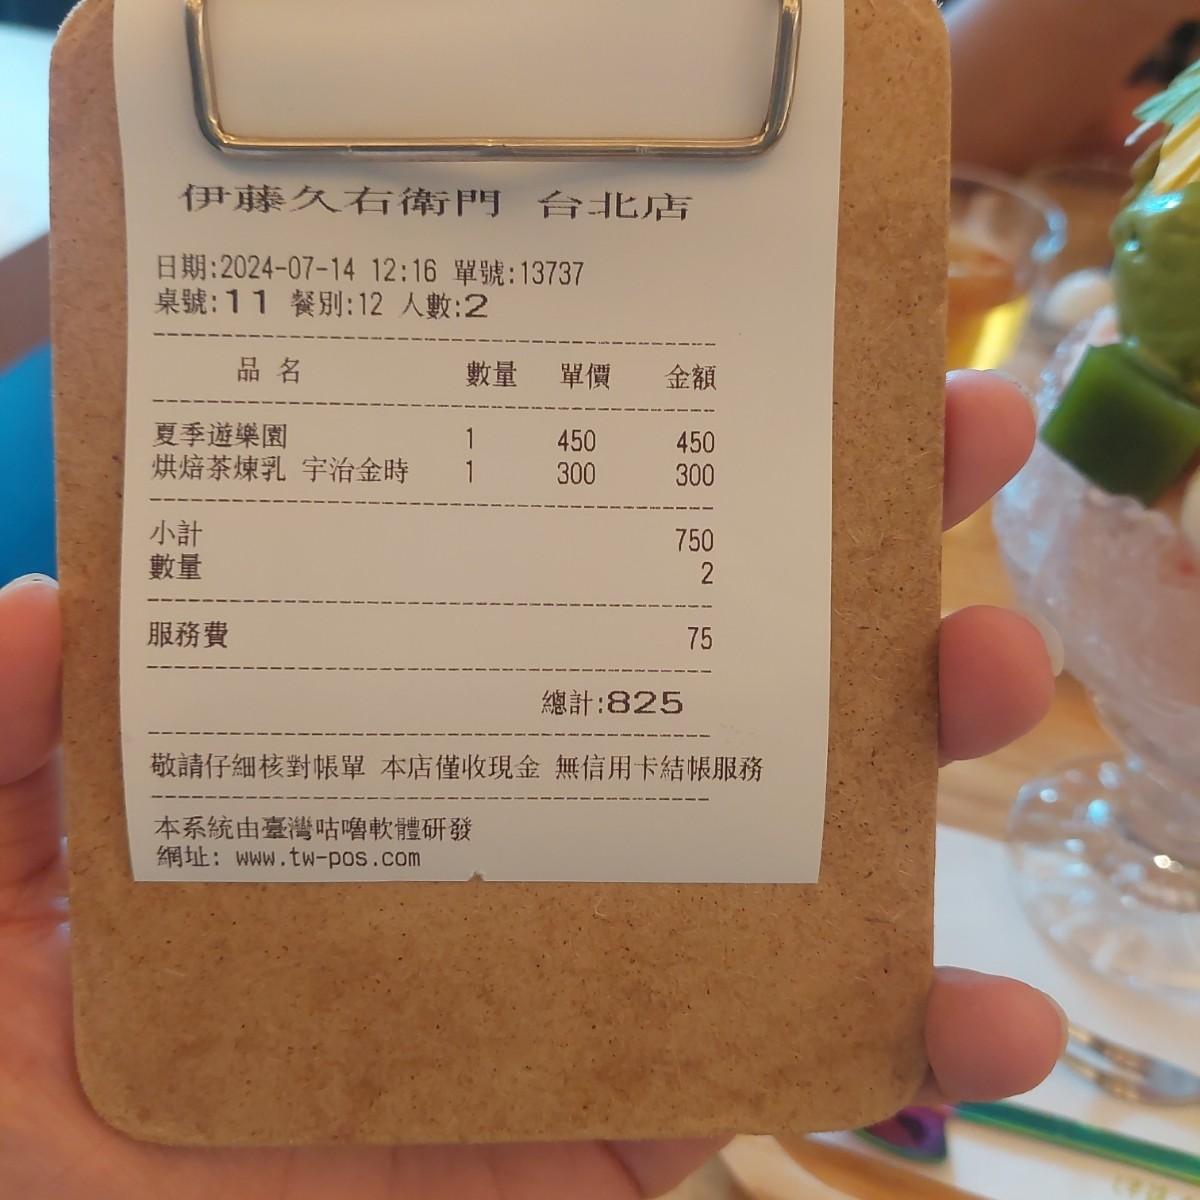 伊藤久右衛門 台北店
日期:2024-07-14 12:16 單號:13737
桌號:11 餐別:12 人數:2
品 名 數量 單價 金額
夏季遊樂園 1 450 450
烘焙茶煉乳 宇治金時 1 300 300
小計 750
數量 2
服務費 75
總計:825
敬請仔細核對帳單 本店僅收現金 無信用卡結帳服務
本系統由臺灣咕嚕軟體研發
網址: www.tw-pos.com